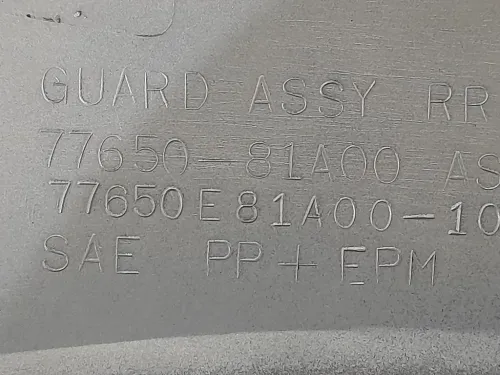 GUARD ASSY RR
77650-81A00 AS
77650E81A00-10
SAE PP+EPM